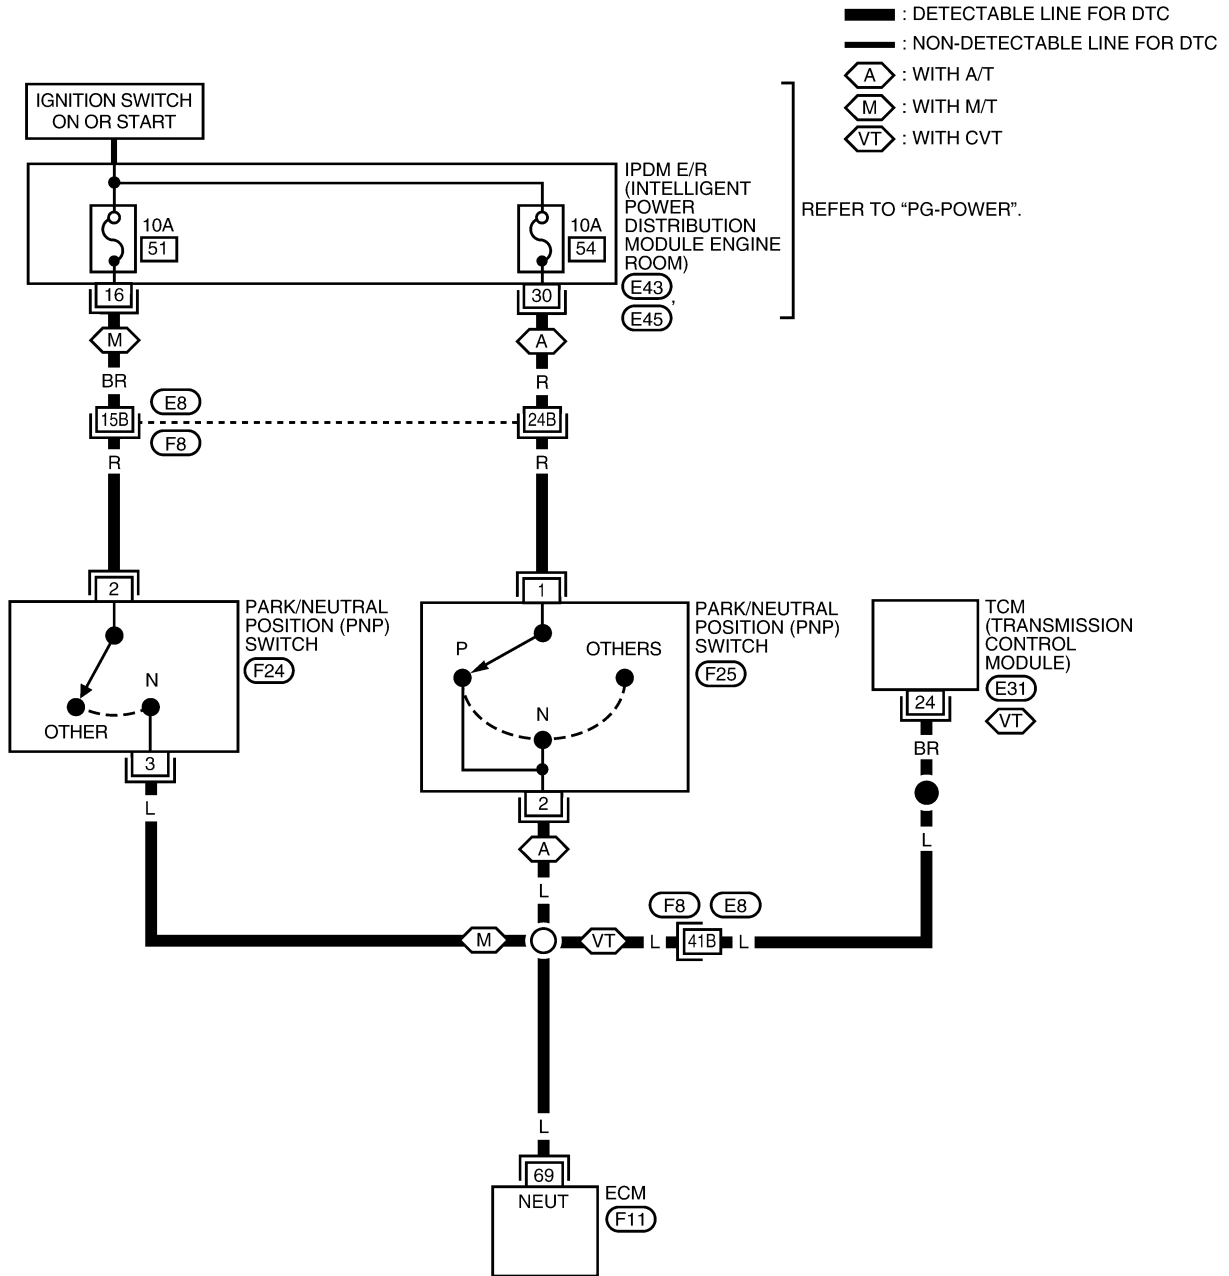 : DETECTABLE LINE FOR DTC
: NON-DETECTABLE LINE FOR DTC
A : WITH A/T
M : WITH M/T
VT : WITH CVT
IGNITION SWITCH
ON OR START
IPDM E/R
(INTELLIGENT
POWER
DISTRIBUTION
MODULE ENGINE
ROOM)
E43 ,
E45
REFER TO “PG-POWER”.
10A
51
10A
54
16
30
M
A
BR
R
15B
E8
F8
24B
R
R
2
PARK/NEUTRAL
POSITION (PNP)
SWITCH
F24
N
OTHER
3
L
1
PARK/NEUTRAL
POSITION (PNP)
SWITCH
F25
P
OTHERS
N
2
A
L
TCM
(TRANSMISSION
CONTROL
MODULE)
E31
VT
24
BR
L
F8
E8
M
VT
L
41B
L
L
69
NEUT
ECM
F11